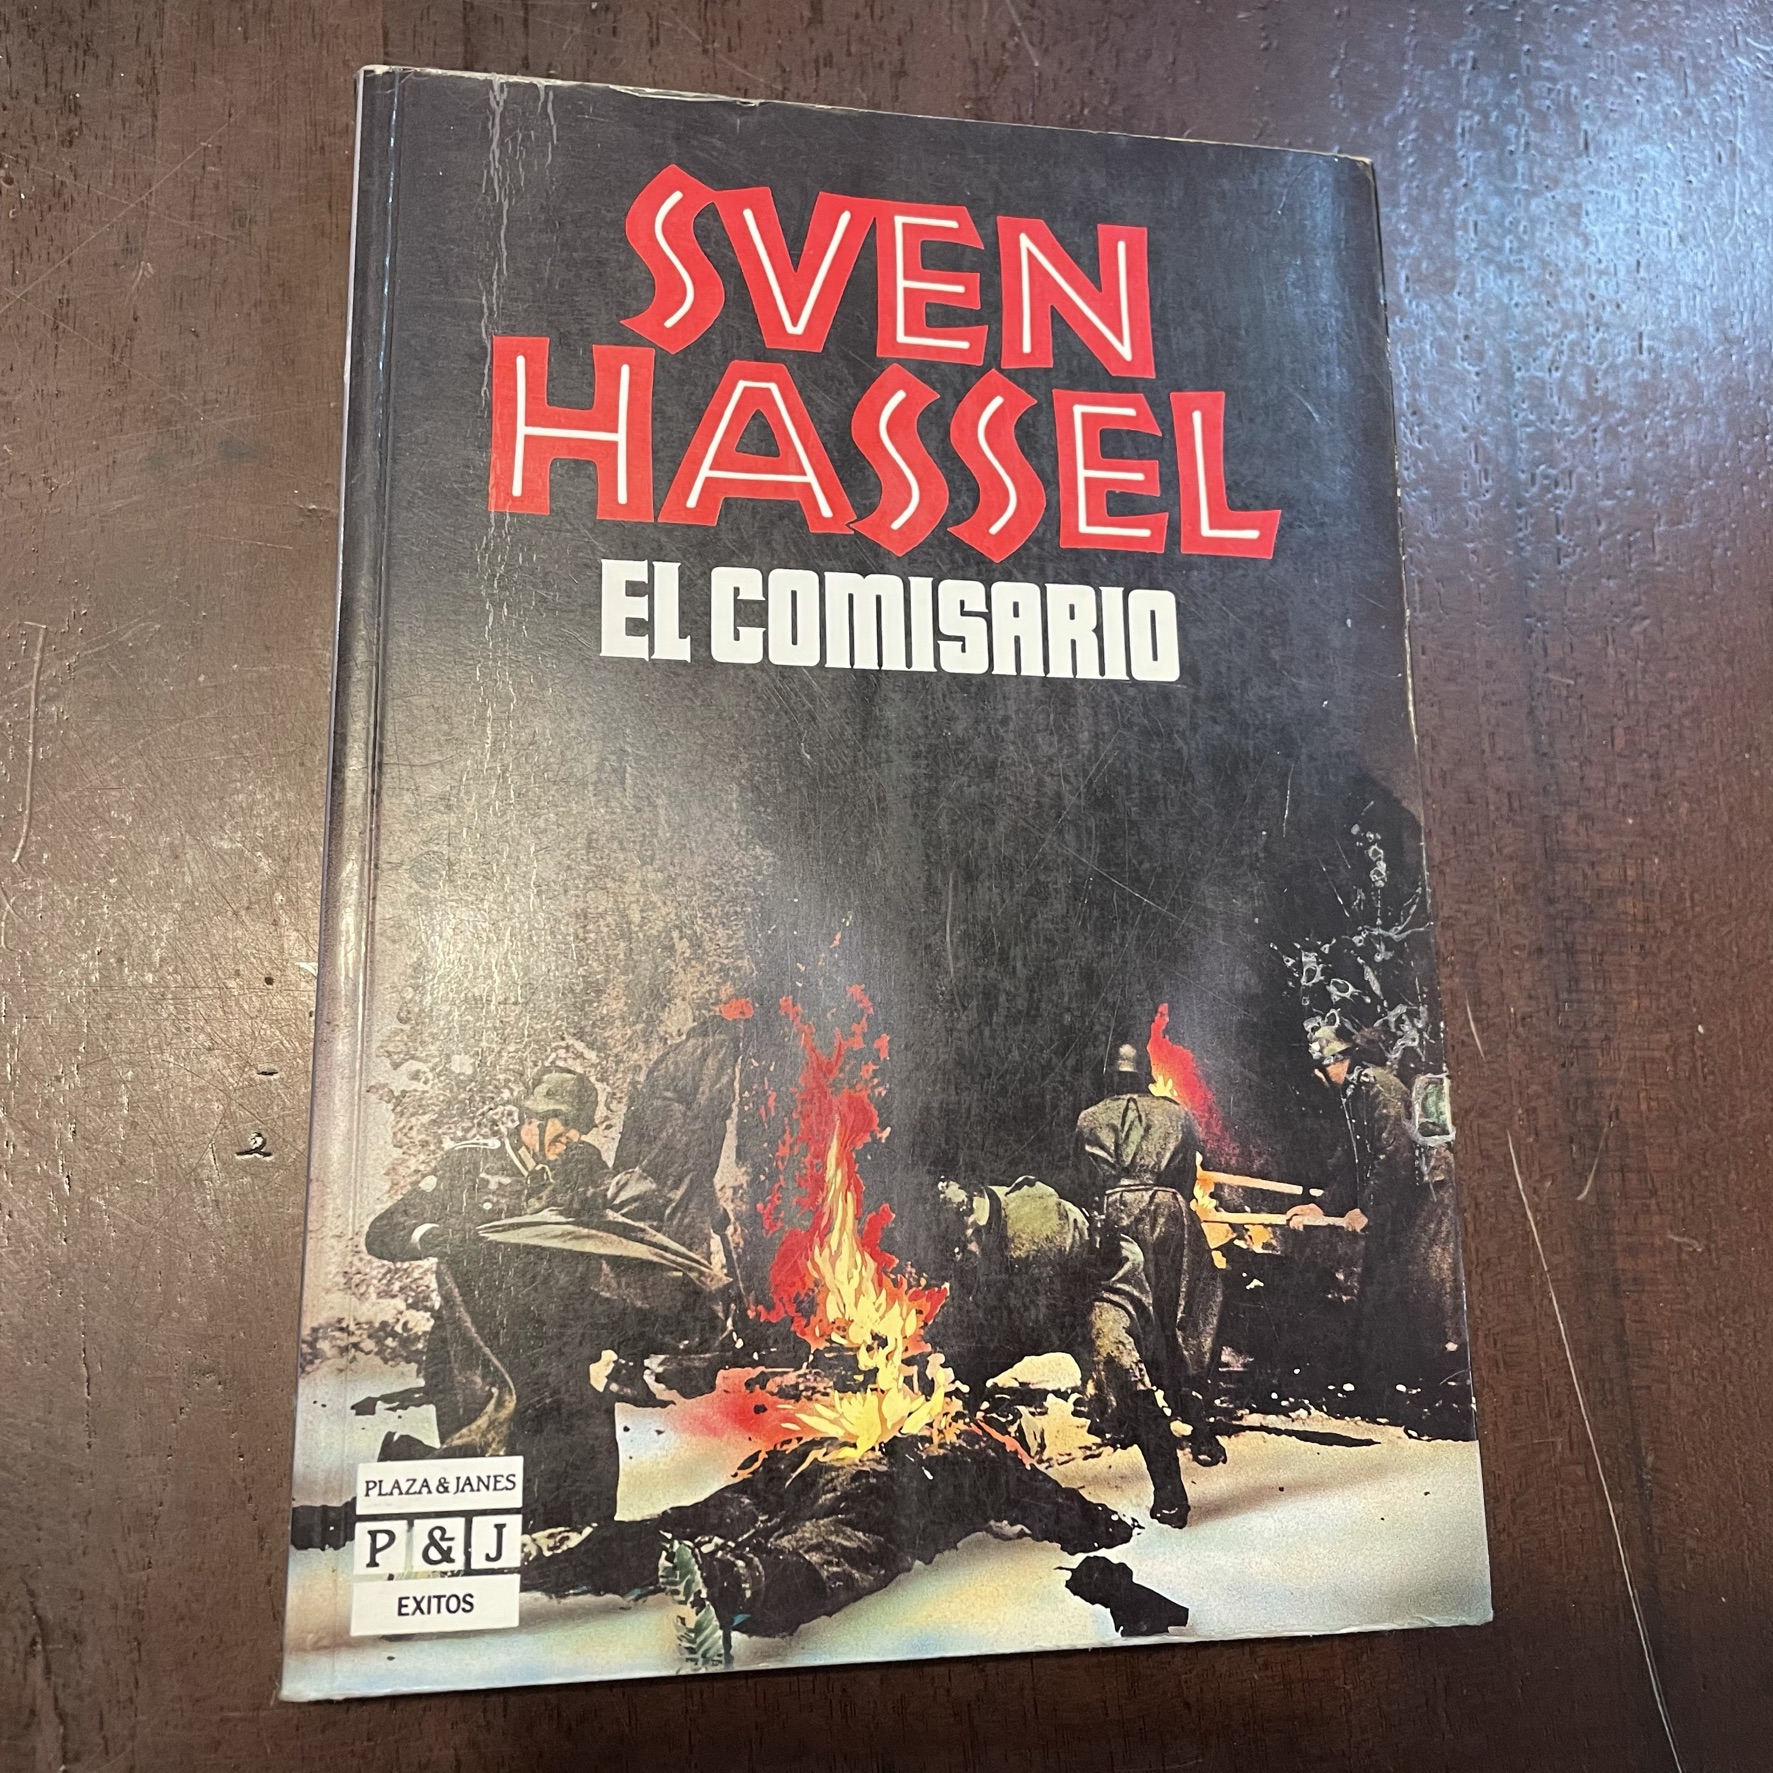 SVEN
HASSEL
EL COMISARIO
PLAZA & JANES
P & J
EXITOS